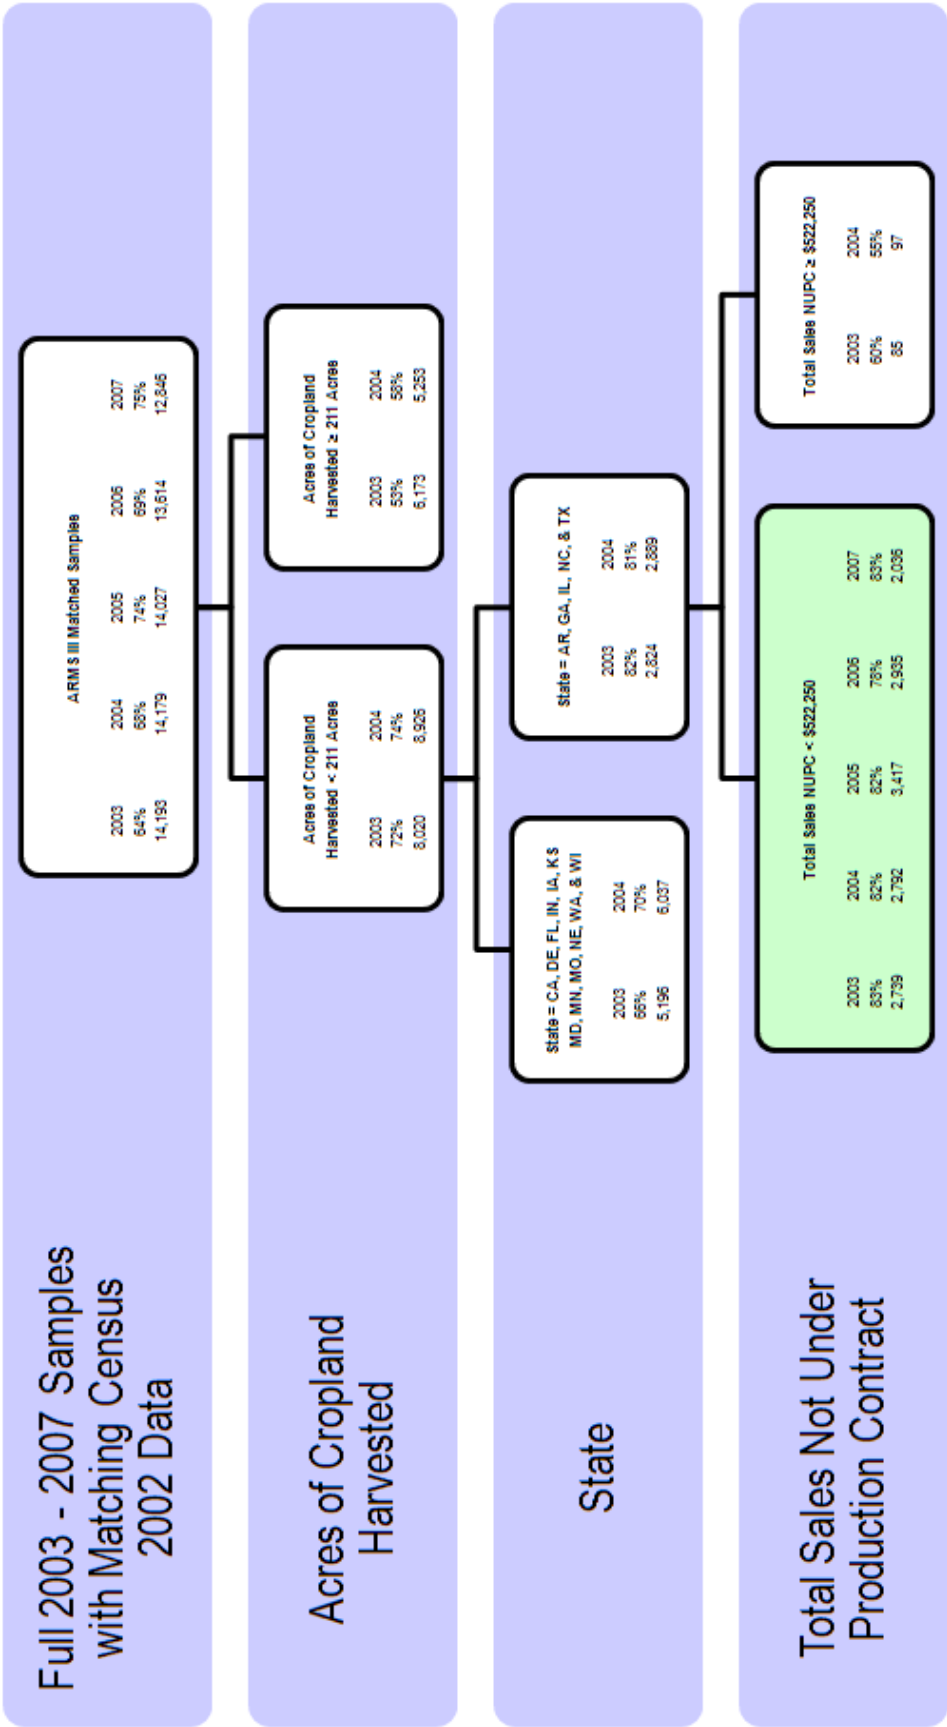 Full 2003 - 2007 Samples
with Matching Census
2002 Data
ARMS III Matched Samples
2003 2004 2005 2006 2007
64% 68% 74% 69% 75%
14,193 14,179 14,027 13,614 12,846
Acres of Cropland
Harvested
Acres of Cropland
Harvested < 211 Acres
2003 2004
72% 74%
8,020 8,926
Acres of Cropland
Harvested ≥ 211 Acres
2003 2004
53% 58%
6,173 5,253
State
State = CA, DE, FL, IN, IA, KS
MD, MN, MO, NE, WA, & WI
2003 2004
66% 70%
5,196 6,037
State = AR, GA, IL, NC, & TX
2003 2004
82% 81%
2,824 2,889
Total Sales Not Under
Production Contract
Total Sales NUPC < $522,250
2003 2004 2005 2006 2007
83% 82% 82% 78% 83%
2,739 2,792 3,417 2,935 2,036
Total Sales NUPC ≥ $522,250
2003 2004
60% 55%
85 97